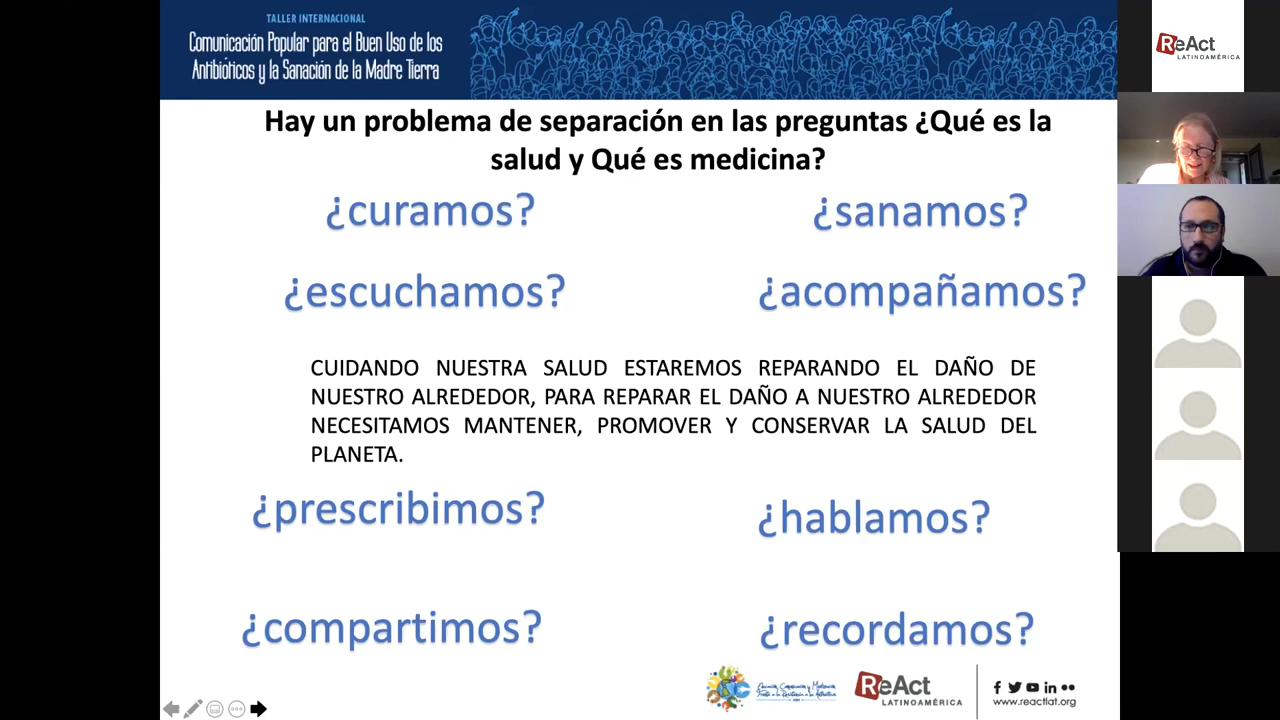 TALLER INTERNACIONAL
Comunicación Popular para el Buen Uso de los
Antibióticos y la Sanación de la Madre Tierra
ReAct
LATINOAMÉRICA
Hay un problema de separación en las preguntas ¿Qué es la
salud y Qué es medicina?
¿curamos?
¿sanamos?
¿escuchamos?
¿acompañamos?
CUIDANDO NUESTRA SALUD ESTAREMOS REPARANDO EL DAÑO DE
NUESTRO ALREDEDOR, PARA REPARAR EL DAÑO A NUESTRO ALREDEDOR
NECESITAMOS MANTENER, PROMOVER Y CONSERVAR LA SALUD DEL
PLANETA.
¿prescribimos?
¿hablamos?
¿compartimos?
¿recordamos?
ReAct
LATINOAMÉRICA
www.reactlat.org